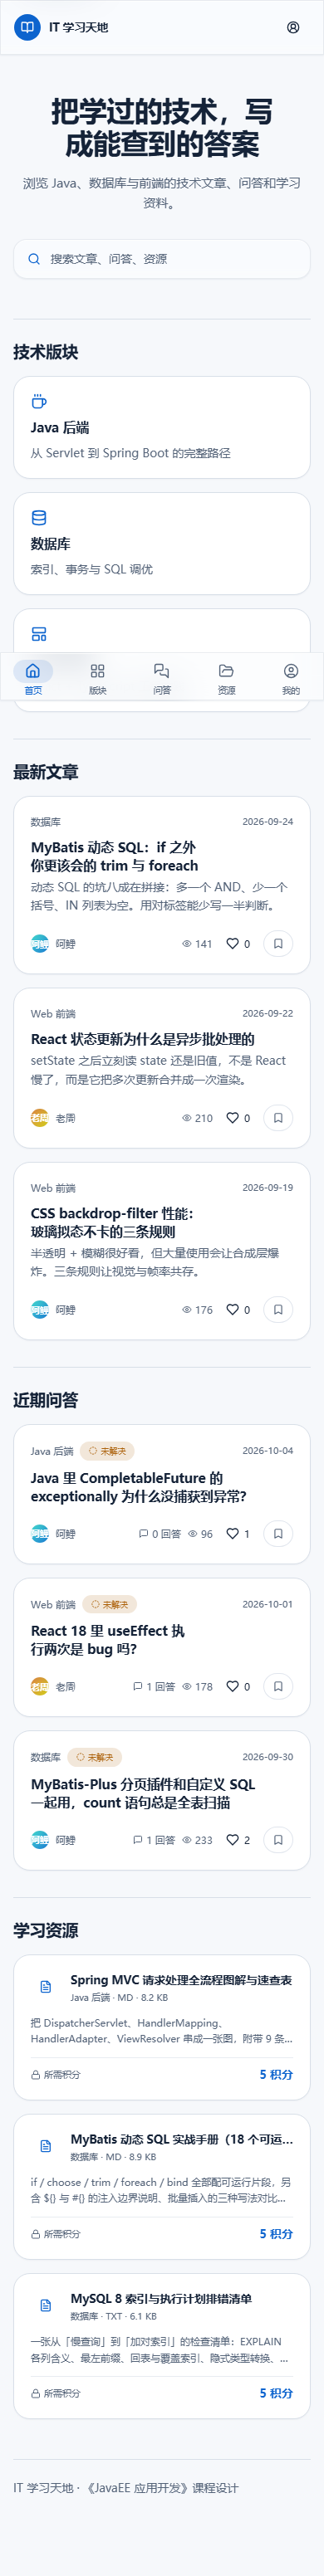 IT 学习天地
把学过的技术，写
成能查到的答案
浏览 Java、数据库与前端的技术文章、问答和学习
资料。
搜索文章、问答、资源
技术版块
Java 后端
从 Servlet 到 Spring Boot 的完整路径
数据库
索引、事务与 SQL 调优
首页
版块
问答
资源
我的
最新文章
数据库
2026-09-24
MyBatis 动态 SQL：if 之外
你更该会的 trim 与 foreach
动态 SQL 的坑八成在拼接：多一个 AND、少一个
括号、IN 列表为空。用对标签能少写一半判断。
阿鲤
141
0
Web 前端
2026-09-22
React 状态更新为什么是异步批处理的
setState 之后立刻读 state 还是旧值，不是 React
慢了，而是它把多次更新合并成一次渲染。
老周
老周
210
0
Web 前端
2026-09-19
CSS backdrop-filter 性能：
玻璃拟态不卡的三条规则
半透明 + 模糊很好看，但大量使用会让合成层爆
炸。三条规则让视觉与帧率共存。
176
0
近期问答
Java 后端
未解决
2026-10-04
Java 里 CompletableFuture 的
exceptionally 为什么没捕获到异常？
0 回答
96
1
Web 前端
未解决
2026-10-01
React 18 里 useEffect 执
行两次是 bug 吗？
老周
老周
1 回答
178
0
数据库
未解决
2026-09-30
MyBatis-Plus 分页插件和自定义 SQL
一起用，count 语句总是全表扫描
1 回答
233
2
学习资源
Spring MVC 请求处理全流程图解与速查表
Java 后端 · MD · 8.2 KB
把 DispatcherServlet、HandlerMapping、
HandlerAdapter、ViewResolver 串成一张图，附带 9 条...
所需积分
5 积分
MyBatis 动态 SQL 实战手册（18 个可运...
数据库 · MD · 8.9 KB
if / choose / trim / foreach / bind 全部配可运行片段，另
含 ${} 与 #{} 的注入边界说明、批量插入的三种写法对比...
所需积分
5 积分
MySQL 8 索引与执行计划排错清单
数据库 · TXT · 6.1 KB
一张从「慢查询」到「加对索引」的检查清单：EXPLAIN
各列含义、最左前缀、回表与覆盖索引、隐式类型转换、...
所需积分
5 积分
IT 学习天地 · 《JavaEE 应用开发》课程设计